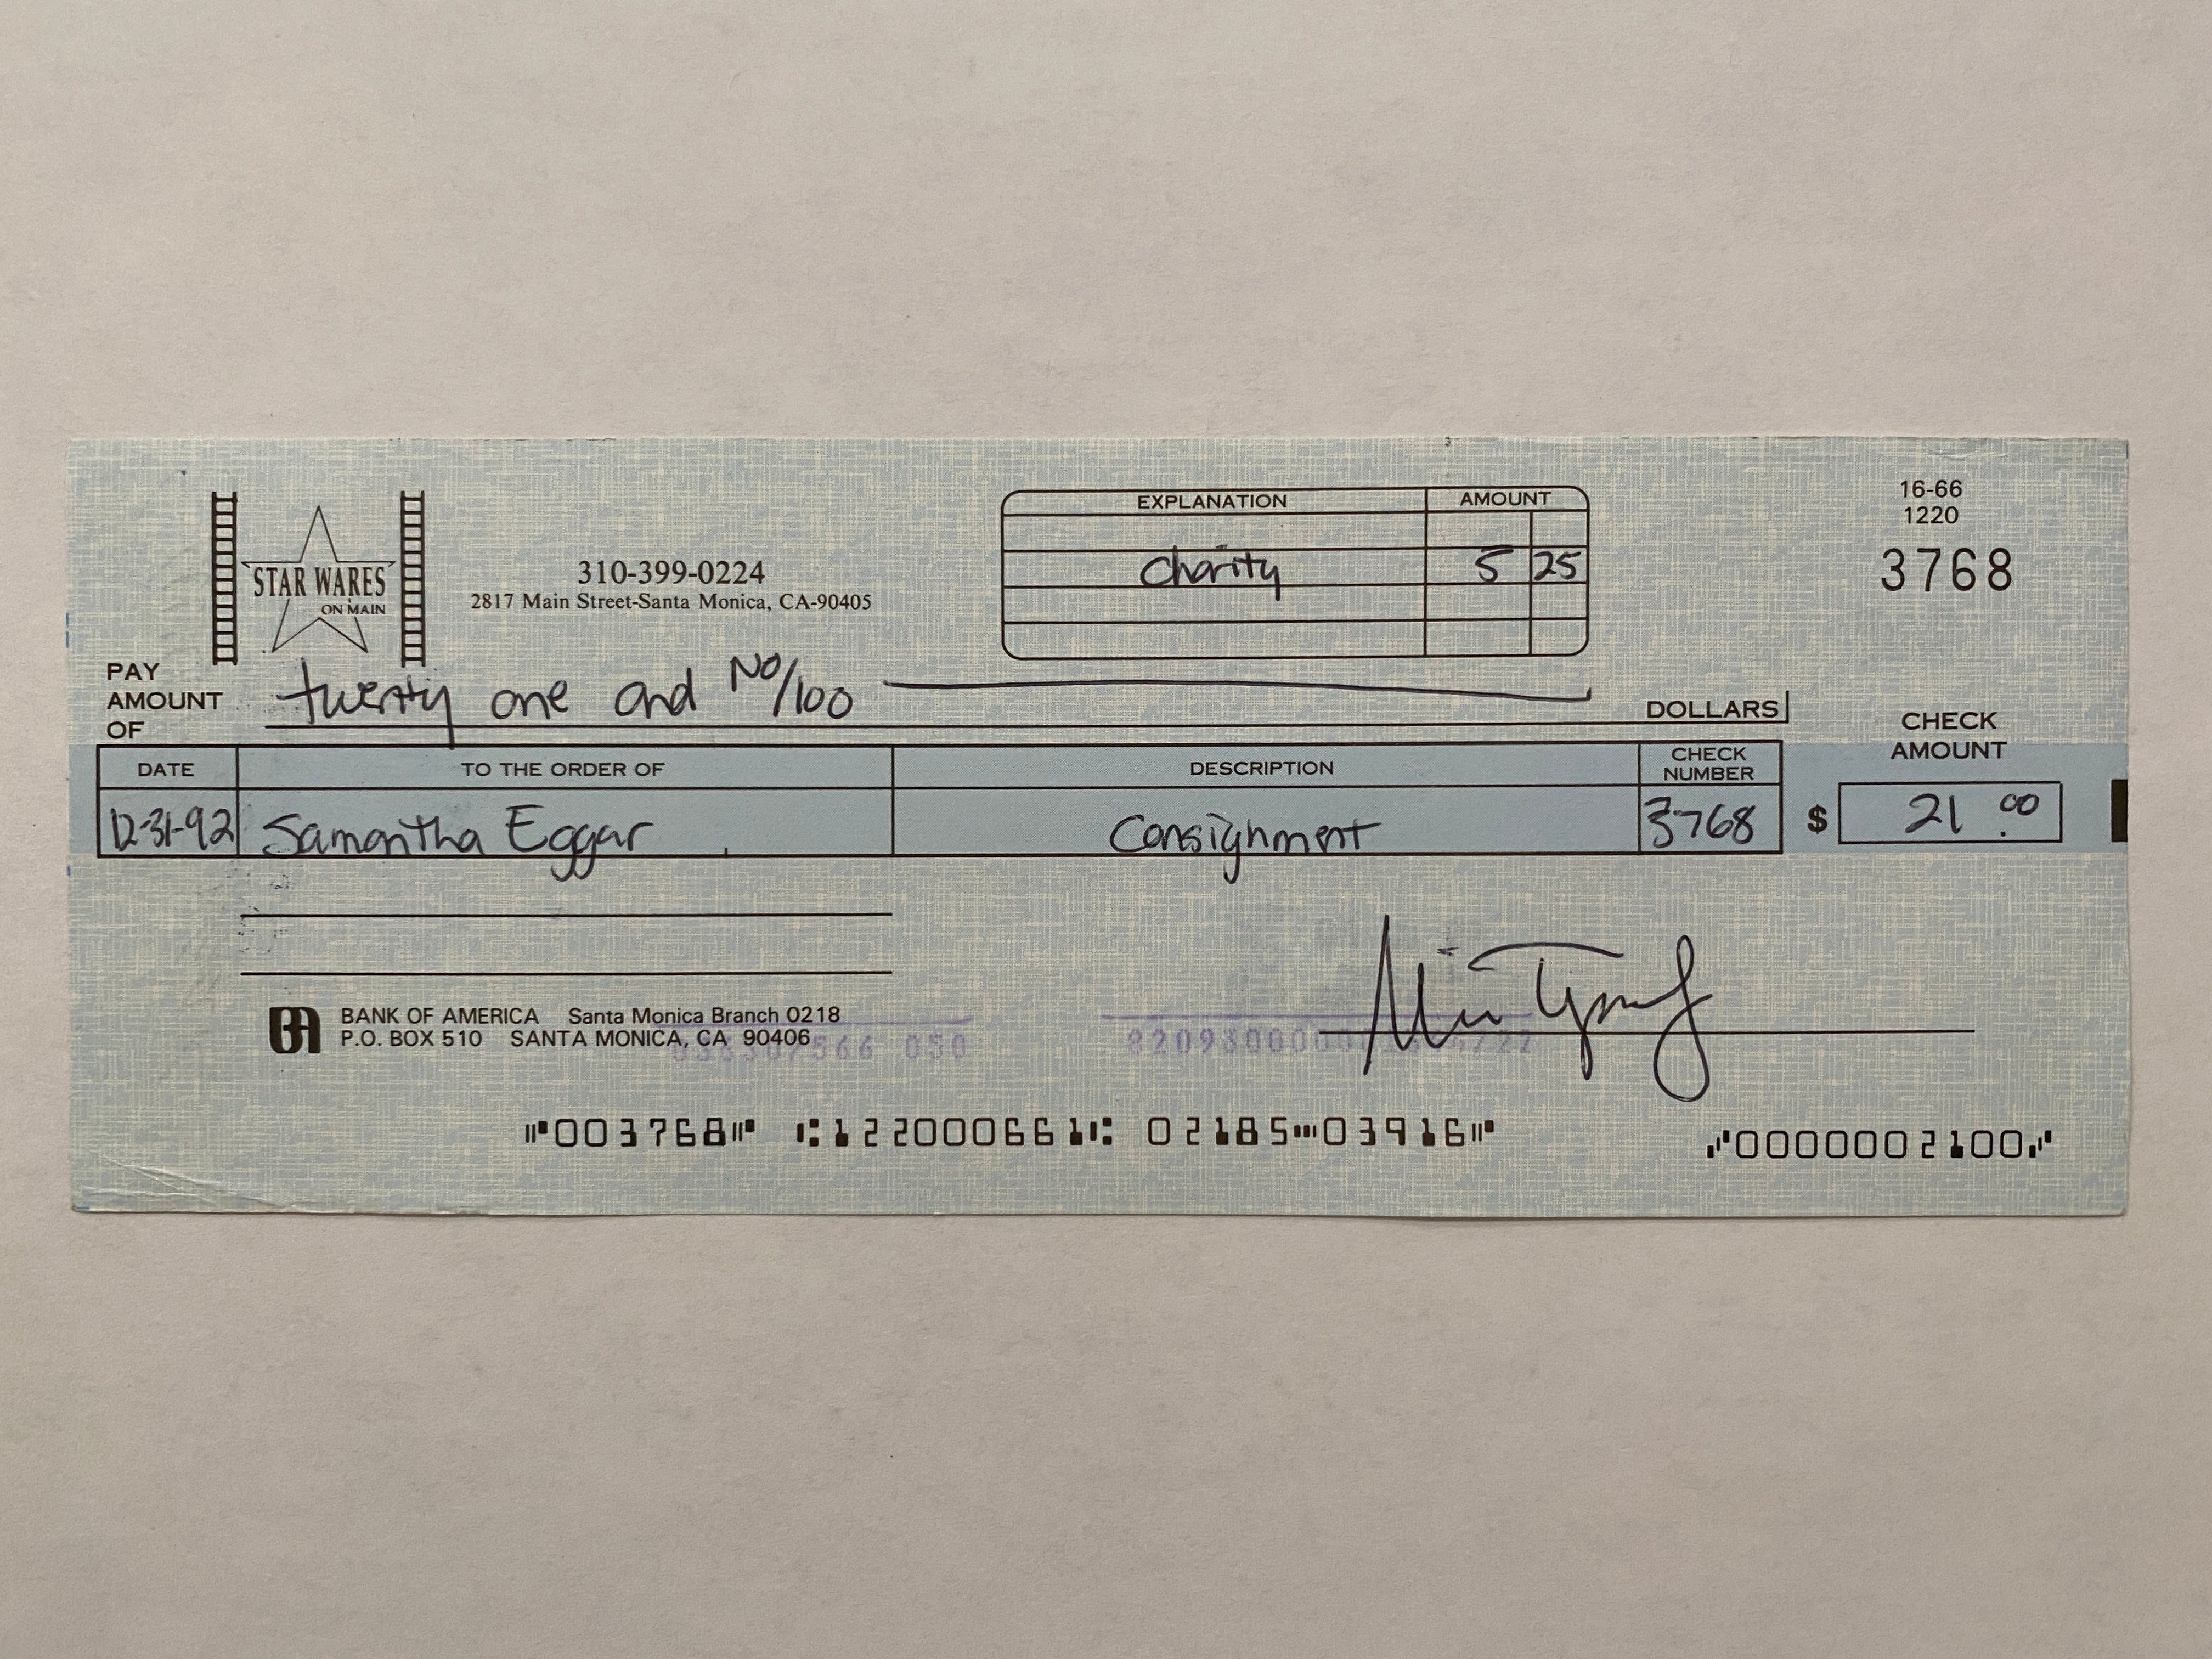 STAR WARES
ON MAIN
310-399-0224
2817 Main Street-Santa Monica, CA-90405
EXPLANATION AMOUNT
Charity 5 25
16-66
1220
3768
PAY
AMOUNT
OF
twenty one and No/100
DOLLARS
CHECK
AMOUNT
DATE TO THE ORDER OF DESCRIPTION CHECK NUMBER
12-31-92 Samantha Eggar Consignment 3768 $ 21.00
BANK OF AMERICA Santa Monica Branch 0218
P.O. BOX 510 SANTA MONICA, CA 90406
566 050
⑈003768⑈ ⑆122000661⑆ 02185⑉03916⑈ ⑇0000002100⑇